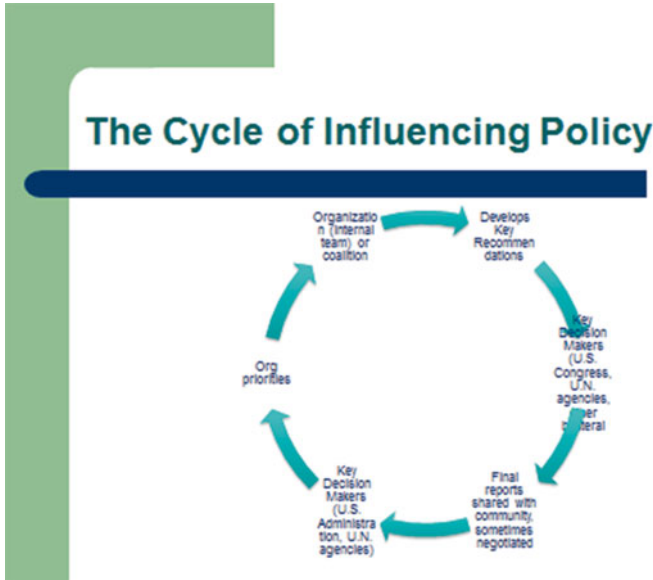 The Cycle of Influencing Policy
Organizatio
n (Internal
team) or
coalition
Develops
Key
Recommen
dations
Key
Decision
Makers
(U.S.
Congress,
U.N.
agencies,
Final
reports
shared with
community,
sometimes
negotiated
Key
Decision
Makers
(U.S.
Administra
tion, U.N.
agencies)
Org
priorities